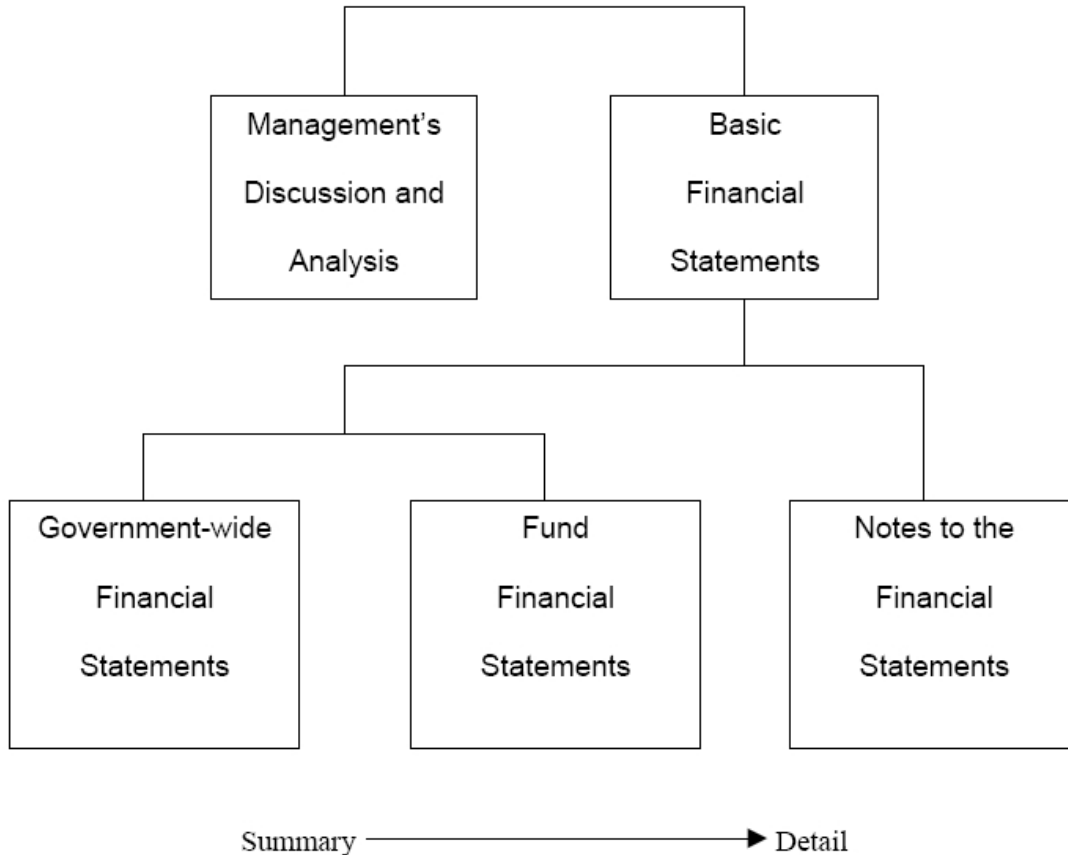 Management’s
Discussion and
Analysis
Basic
Financial
Statements
Government-wide
Financial
Statements
Fund
Financial
Statements
Notes to the
Financial
Statements
Summary
Detail